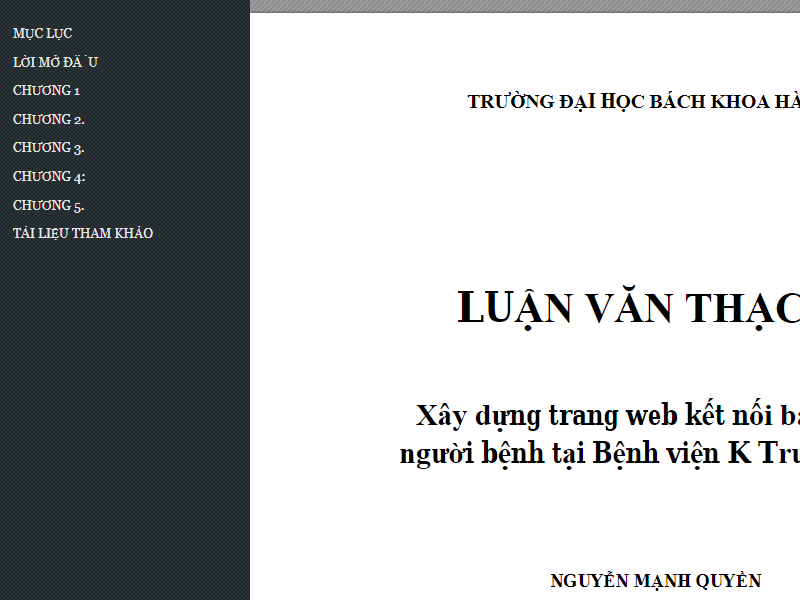 MỤC LỤC
LỜI MỞ ĐẦU
CHƯƠNG 1
CHƯƠNG 2.
CHƯƠNG 3.
CHƯƠNG 4:
CHƯƠNG 5.
TÀI LIỆU THAM KHẢO
TRƯỜNG ĐẠI HỌC BÁCH KHOA HÀ
LUẬN VĂN THẠC
Xây dựng trang web kết nối bá
người bệnh tại Bệnh viện K Tru
NGUYỄN MẠNH QUYỀN